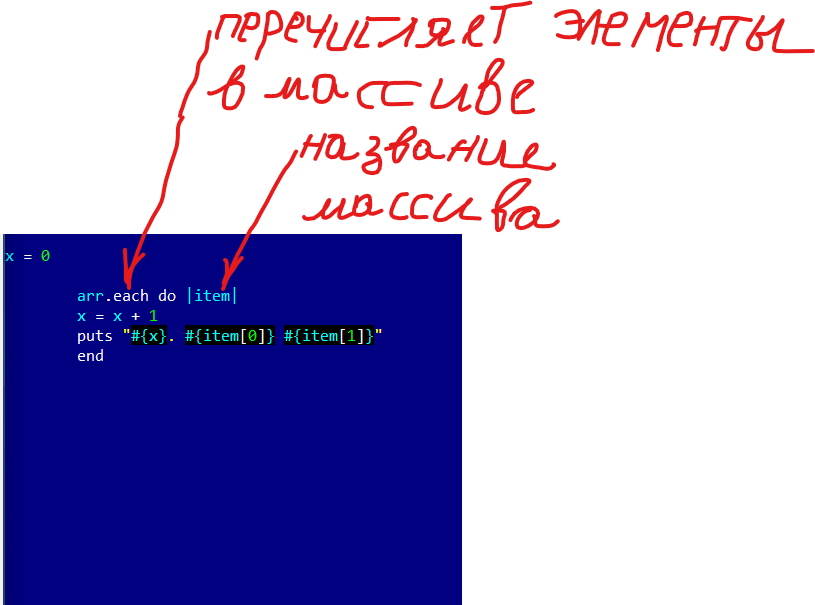 перечисляет элементы
в массиве
название
массива
x = 0
arr.each do |item|
x = x + 1
puts "#{x}. #{item[0]} #{item[1]}"
end